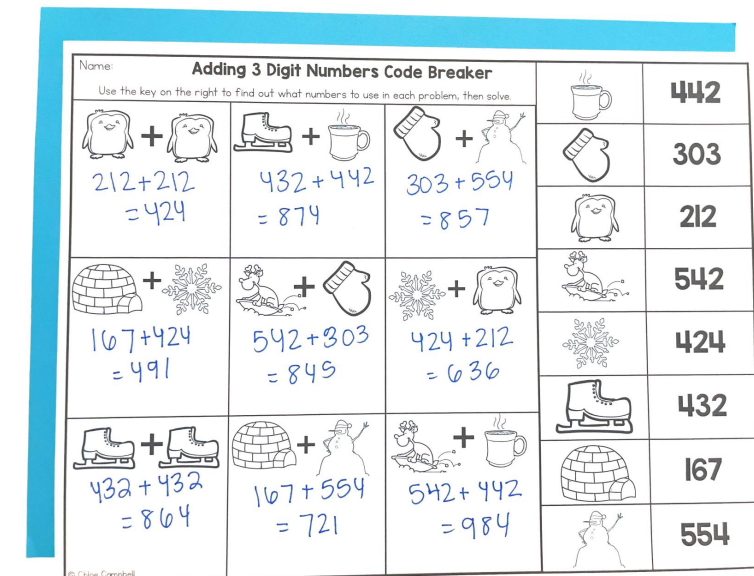 Name:
Adding 3 Digit Numbers Code Breaker
Use the key on the right to find out what numbers to use in each problem, then solve.
+ + +
212+212 432+442 303+554
=424 =874 =857
+ + +
167+424 542+303 424+212
=491 =845 =636
+ + +
432+432 167+554 542+442
=864 =721 =984
442
303
212
542
424
432
167
554
© Chloe Campbell